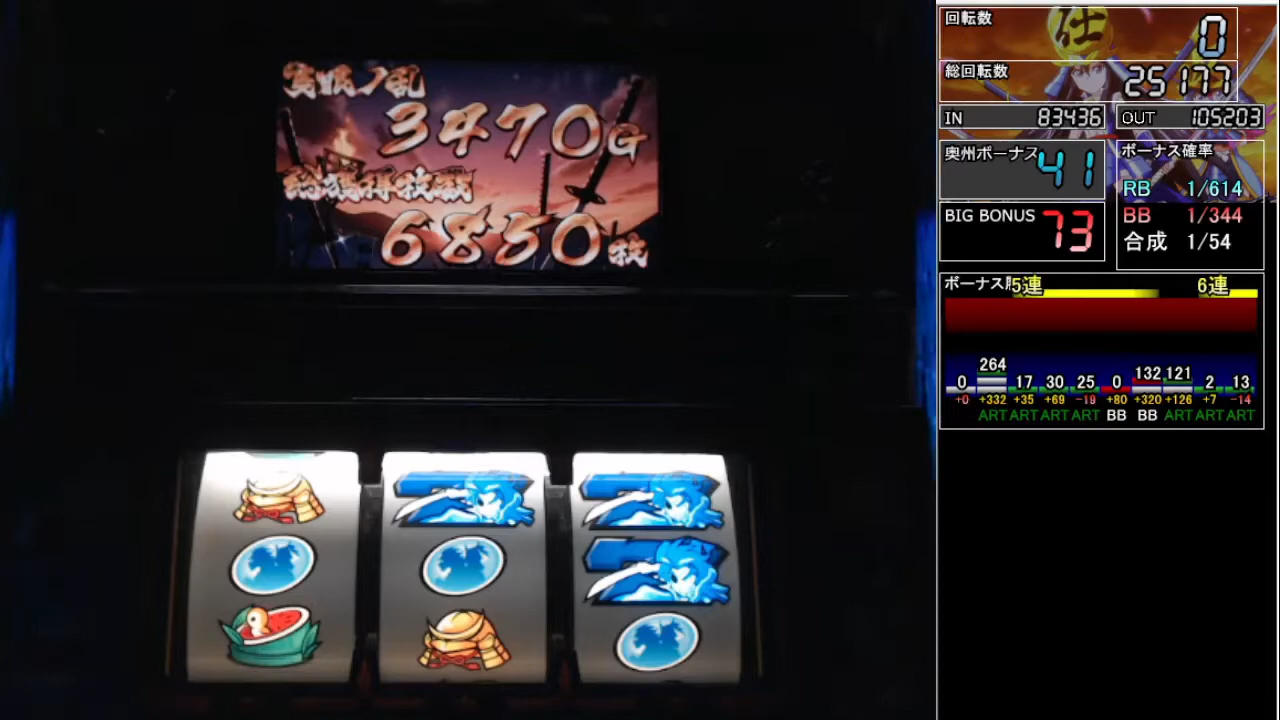 寅姫ノ乱
3470G
総獲得枚数
6850枚
回転数
仕
0
総回転数
25177
IN 83436 OUT 105203
奥州ボーナス 41
BIG BONUS 73
ボーナス確率
RB 1/614
BB 1/344
合成 1/54
5連 6連
0 264 17 30 25 0 132 121 2 13
+0 +332 +35 +69 -19 +80 +320 +126 +7 -14
ART ART ART ART BB BB ART ART ART